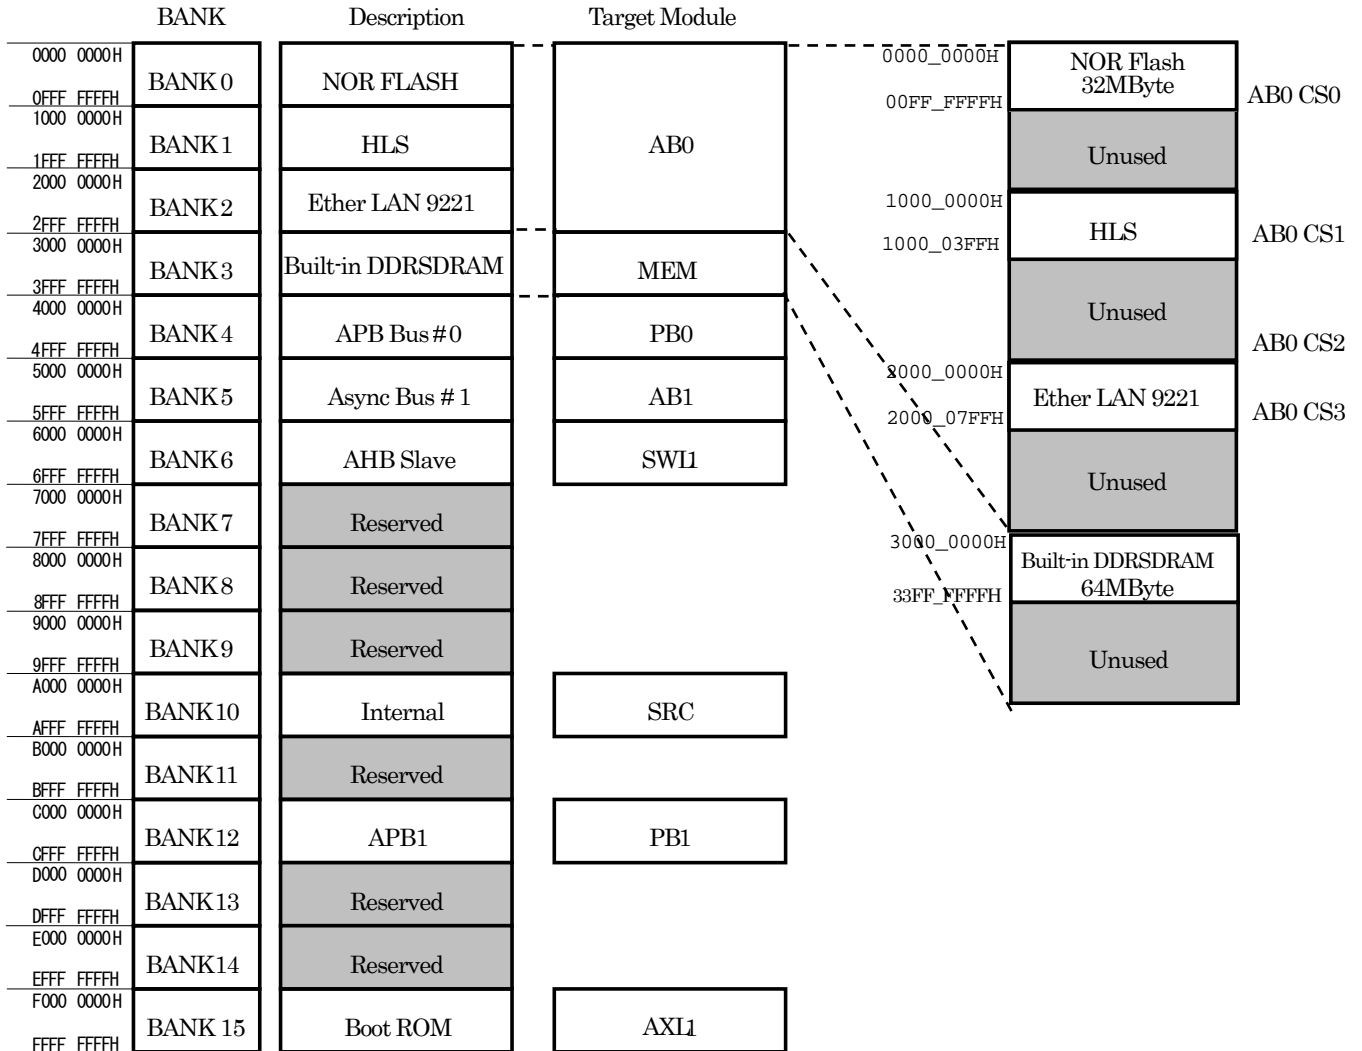 BANK Description Target Module
0000 0000H
BANK 0 NOR FLASH
0FFF FFFFH
1000 0000H
BANK 1 HLS AB0
1FFF FFFFH
2000 0000H
BANK 2 Ether LAN 9221
2FFF FFFFH
3000 0000H
BANK 3 Built-in DDRSDRAM MEM
3FFF FFFFH
4000 0000H
BANK 4 APB Bus #0 PB0
4FFF FFFFH
5000 0000H
BANK 5 Async Bus # 1 AB1
5FFF FFFFH
6000 0000H
BANK 6 AHB Slave SWI1
6FFF FFFFH
7000 0000H
BANK 7 Reserved
7FFF FFFFH
8000 0000H
BANK 8 Reserved
8FFF FFFFH
9000 0000H
BANK 9 Reserved
9FFF FFFFH
A000 0000H
BANK 10 Internal SRC
AFFF FFFFH
B000 0000H
BANK 11 Reserved
BFFF FFFFH
C000 0000H
BANK 12 APB1 PB1
CFFF FFFFH
D000 0000H
BANK 13 Reserved
DFFF FFFFH
E000 0000H
BANK 14 Reserved
EFFF FFFFH
F000 0000H
BANK 15 Boot ROM AXL1
FFFF FFFFH
0000_0000H
NOR Flash
32MByte
AB0 CS0
00FF_FFFFH
Unused
1000_0000H
HLS
AB0 CS1
1000_03FFH
Unused
AB0 CS2
2000_0000H
Ether LAN 9221
AB0 CS3
2000_07FFH
Unused
3000_0000H
Built-in DDRSDRAM
64MByte
33FF_FFFFH
Unused